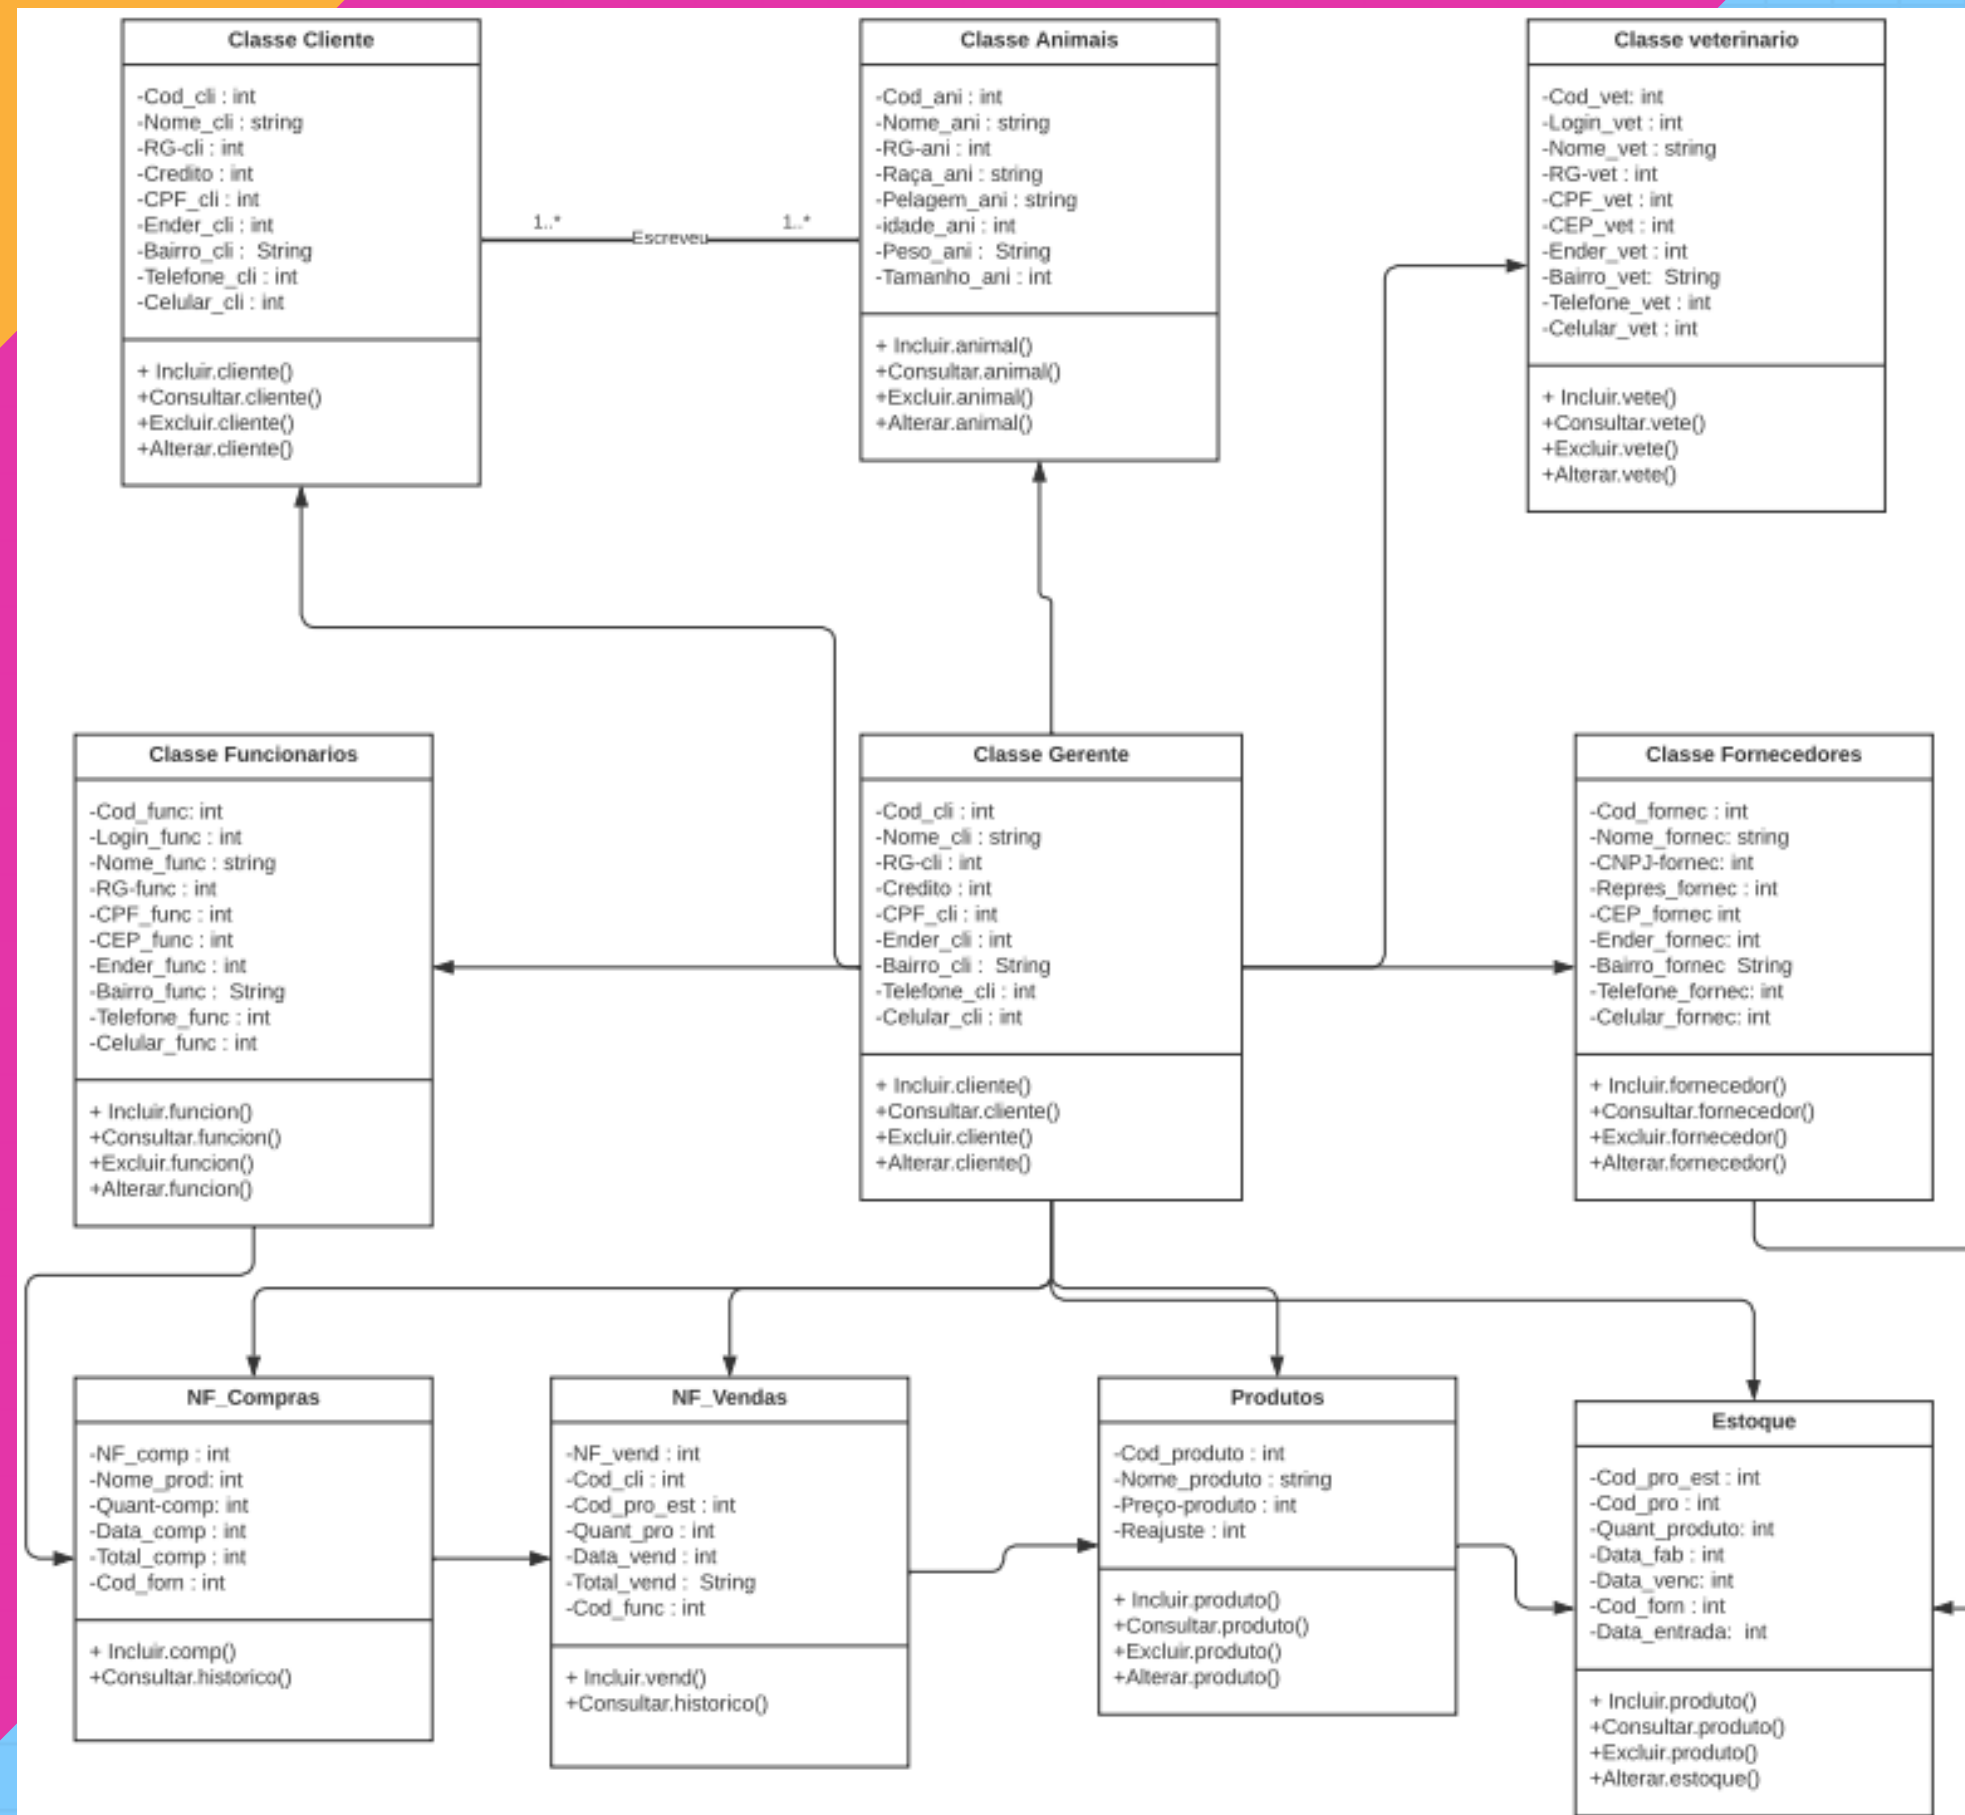 Classe Cliente
-Cod_cli : int
-Nome_cli : string
-RG-cli : int
-Credito : int
-CPF_cli : int
-Ender_cli : int
-Bairro_cli :  String
-Telefone_cli : int
-Celular_cli : int
+ Incluir.cliente()
+Consultar.cliente()
+Excluir.cliente()
+Alterar.cliente()
1..*
Escreveu
1..*
Classe Animais
-Cod_ani : int
-Nome_ani : string
-RG-ani : int
-Raça_ani : string
-Pelagem_ani : string
-idade_ani : int
-Peso_ani :  String
-Tamanho_ani : int
+ Incluir.animal()
+Consultar.animal()
+Excluir.animal()
+Alterar.animal()
Classe veterinario
-Cod_vet: int
-Login_vet : int
-Nome_vet : string
-RG-vet : int
-CPF_vet : int
-CEP_vet : int
-Ender_vet : int
-Bairro_vet:  String
-Telefone_vet : int
-Celular_vet : int
+ Incluir.vete()
+Consultar.vete()
+Excluir.vete()
+Alterar.vete()
Classe Funcionarios
-Cod_func: int
-Login_func : int
-Nome_func : string
-RG-func : int
-CPF_func : int
-CEP_func : int
-Ender_func : int
-Bairro_func :  String
-Telefone_func : int
-Celular_func : int
+ Incluir.funcion()
+Consultar.funcion()
+Excluir.funcion()
+Alterar.funcion()
Classe Gerente
-Cod_cli : int
-Nome_cli : string
-RG-cli : int
-Credito : int
-CPF_cli : int
-Ender_cli : int
-Bairro_cli :  String
-Telefone_cli : int
-Celular_cli : int
+ Incluir.cliente()
+Consultar.cliente()
+Excluir.cliente()
+Alterar.cliente()
Classe Fornecedores
-Cod_fornec : int
-Nome_fornec: string
-CNPJ-fornec: int
-Repres_fornec : int
-CEP_fornec int
-Ender_fornec: int
-Bairro_fornec  String
-Telefone_fornec: int
-Celular_fornec: int
+ Incluir.fornecedor()
+Consultar.fornecedor()
+Excluir.fornecedor()
+Alterar.fornecedor()
NF_Compras
-NF_comp : int
-Nome_prod: int
-Quant-comp: int
-Data_comp : int
-Total_comp : int
-Cod_forn : int
+ Incluir.comp()
+Consultar.historico()
NF_Vendas
-NF_vend : int
-Cod_cli : int
-Cod_pro_est : int
-Quant_pro : int
-Data_vend : int
-Total_vend :  String
-Cod_func : int
+ Incluir.vend()
+Consultar.historico()
Produtos
-Cod_produto : int
-Nome_produto : string
-Preço-produto : int
-Reajuste : int
+ Incluir.produto()
+Consultar.produto()
+Excluir.produto()
+Alterar.produto()
Estoque
-Cod_pro_est : int
-Cod_pro : int
-Quant_produto: int
-Data_fab : int
-Data_venc: int
-Cod_forn : int
-Data_entrada:  int
+ Incluir.produto()
+Consultar.produto()
+Excluir.produto()
+Alterar.estoque()